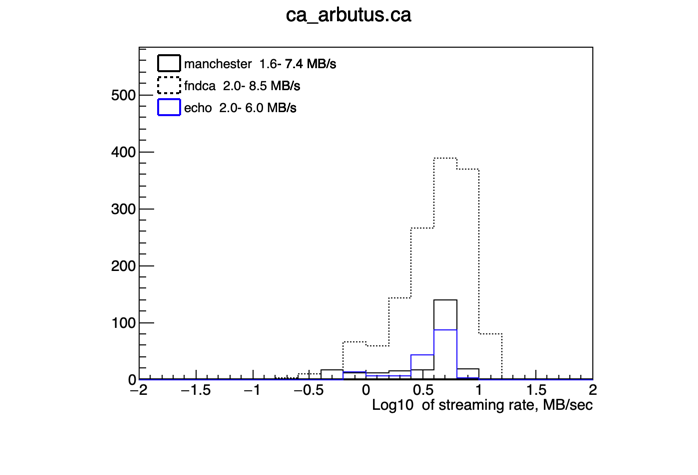 ca_arbutus.ca
manchester 1.6- 7.4 MB/s
fndca 2.0- 8.5 MB/s
echo 2.0- 6.0 MB/s
500
400
300
200
100
0
−2 −1.5 −1 −0.5 0 0.5 1 1.5 2
Log10 of streaming rate, MB/sec